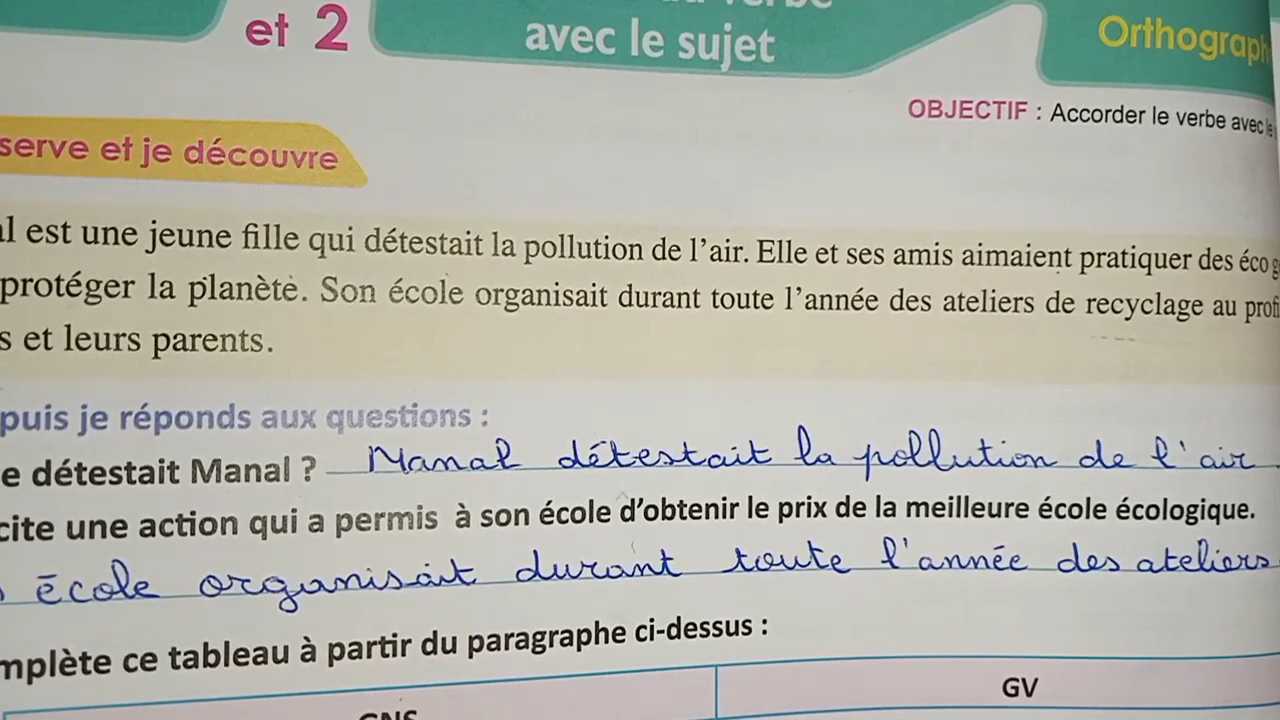 et 2
avec le sujet
Orthograph
OBJECTIF : Accorder le verbe avec
serve et je découvre
l est une jeune fille qui détestait la pollution de l'air. Elle et ses amis aimaient pratiquer des éco g
protéger la planète. Son école organisait durant toute l'année des ateliers de recyclage au profi
s et leurs parents.
puis je réponds aux questions :
e détestait Manal ? Manal détestait la pollution de l'air
cite une action qui a permis à son école d'obtenir le prix de la meilleure école écologique.
école organisait durant toute l'année des ateliers
mplète ce tableau à partir du paragraphe ci-dessus :
GNS
GV